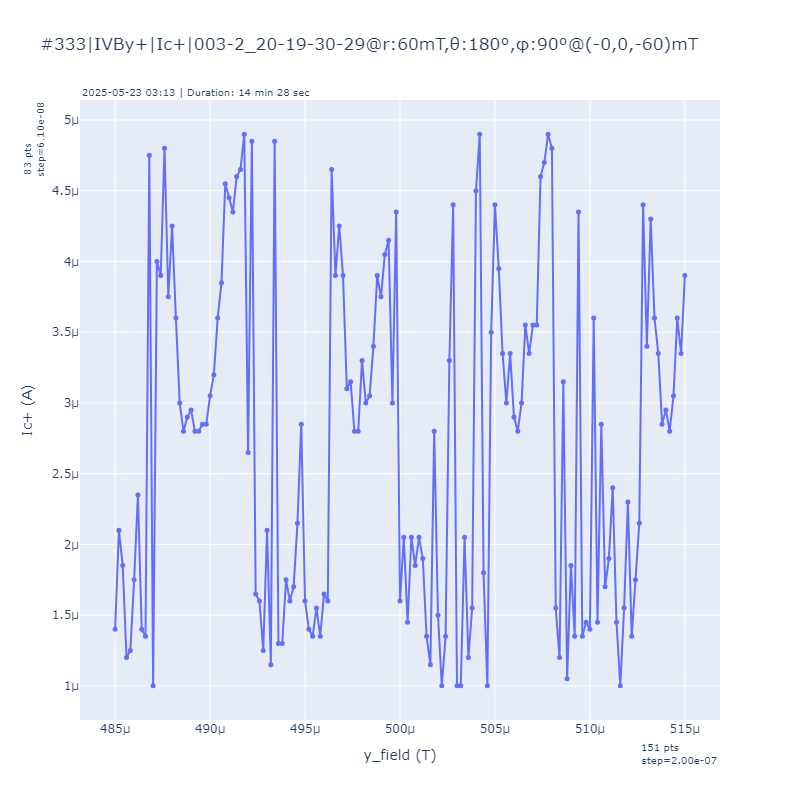 #333|IVBy+|Ic+|003-2_20-19-30-29@r:60mT,θ:180º,φ:90º@(-0,0,-60)mT
2025-05-23 03:13 | Duration: 14 min 28 sec
83 pts
step=6.10e-08
5μ
4.5μ
4μ
3.5μ
3μ
2.5μ
2μ
1.5μ
1μ
Ic+ (A)
485μ
490μ
495μ
500μ
505μ
510μ
515μ
y_field (T)
151 pts
step=2.00e-07